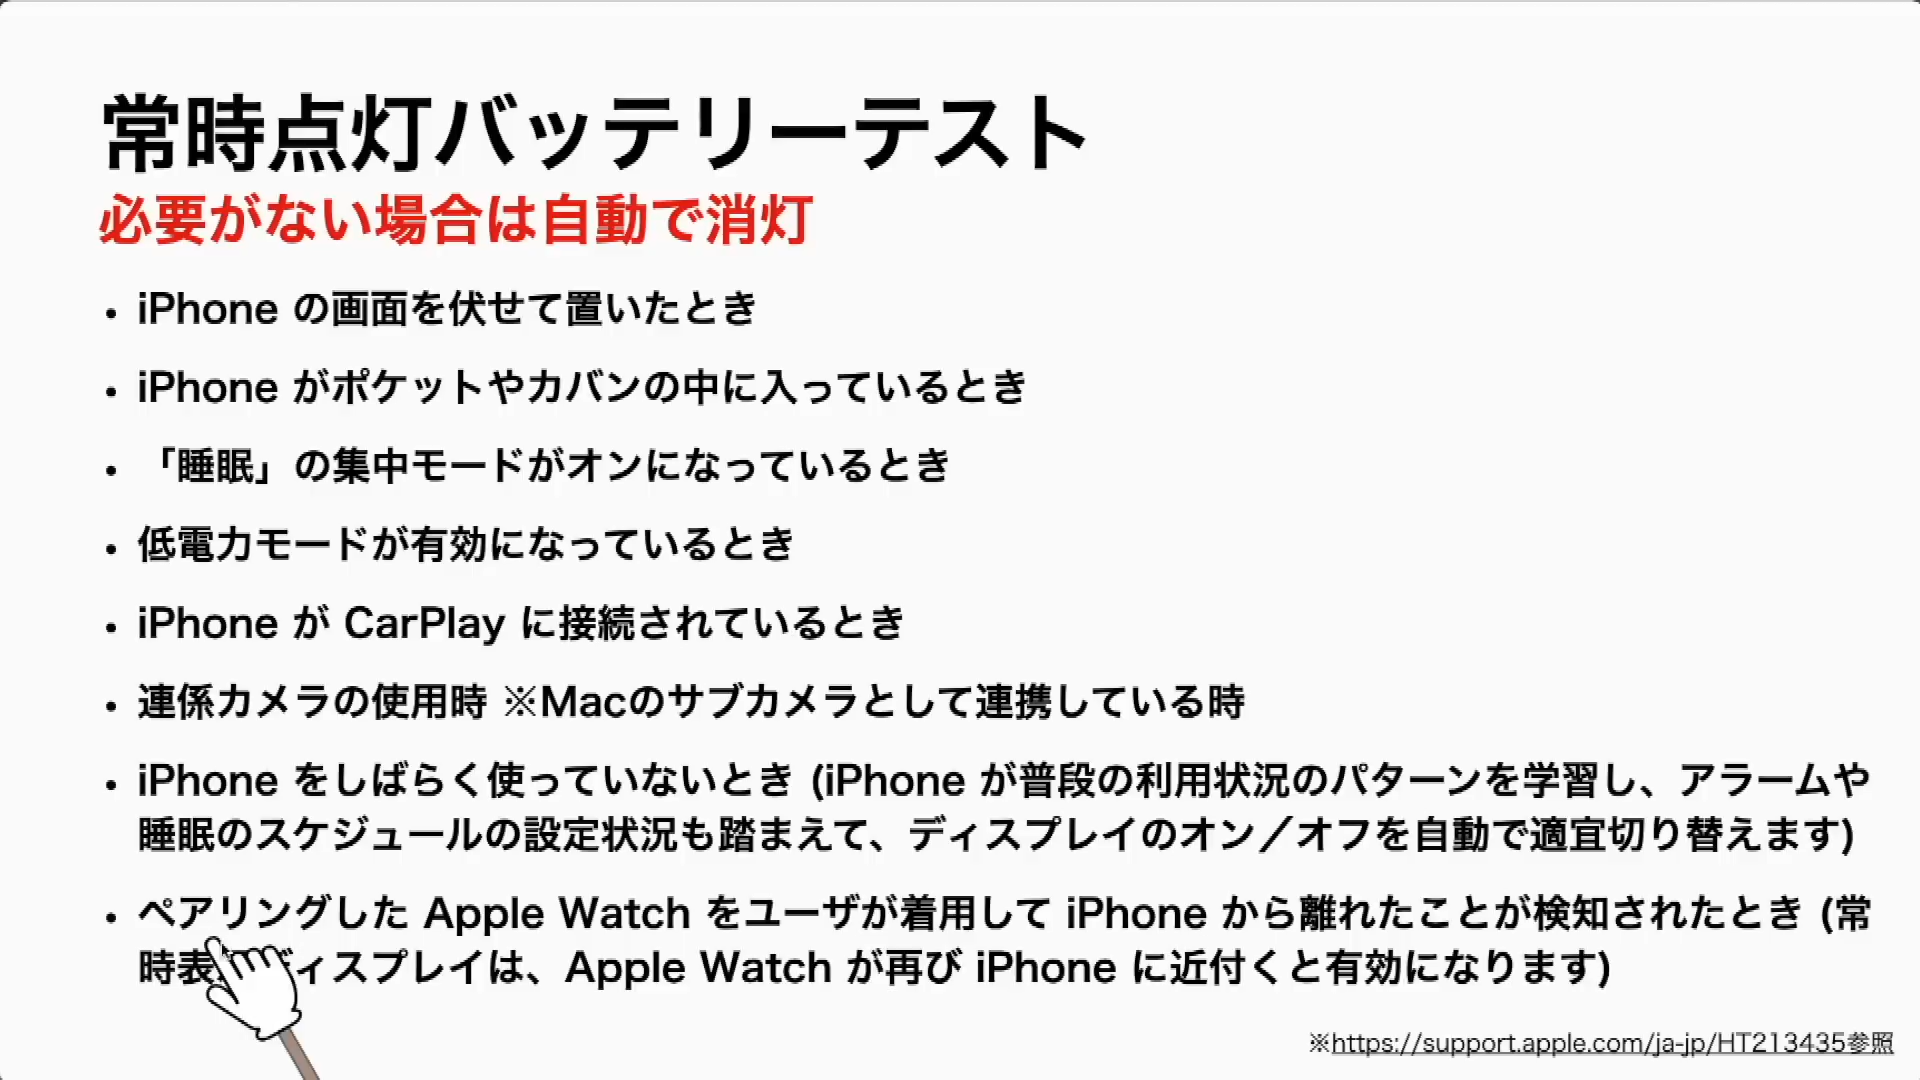 常時点灯バッテリーテスト
必要がない場合は自動で消灯
• iPhone の画面を伏せて置いたとき
• iPhone がポケットやカバンの中に入っているとき
• 「睡眠」の集中モードがオンになっているとき
• 低電力モードが有効になっているとき
• iPhone が CarPlay に接続されているとき
• 連係カメラの使用時 ※Macのサブカメラとして連携している時
• iPhone をしばらく使っていないとき (iPhone が普段の利用状況のパターンを学習し、アラームや
睡眠のスケジュールの設定状況も踏まえて、ディスプレイのオン／オフを自動で適宜切り替えます)
• ペアリングした Apple Watch をユーザが着用して iPhone から離れたことが検知されたとき (常
時表ディスプレイは、Apple Watch が再び iPhone に近付くと有効になります)
※https://support.apple.com/ja-jp/HT213435参照